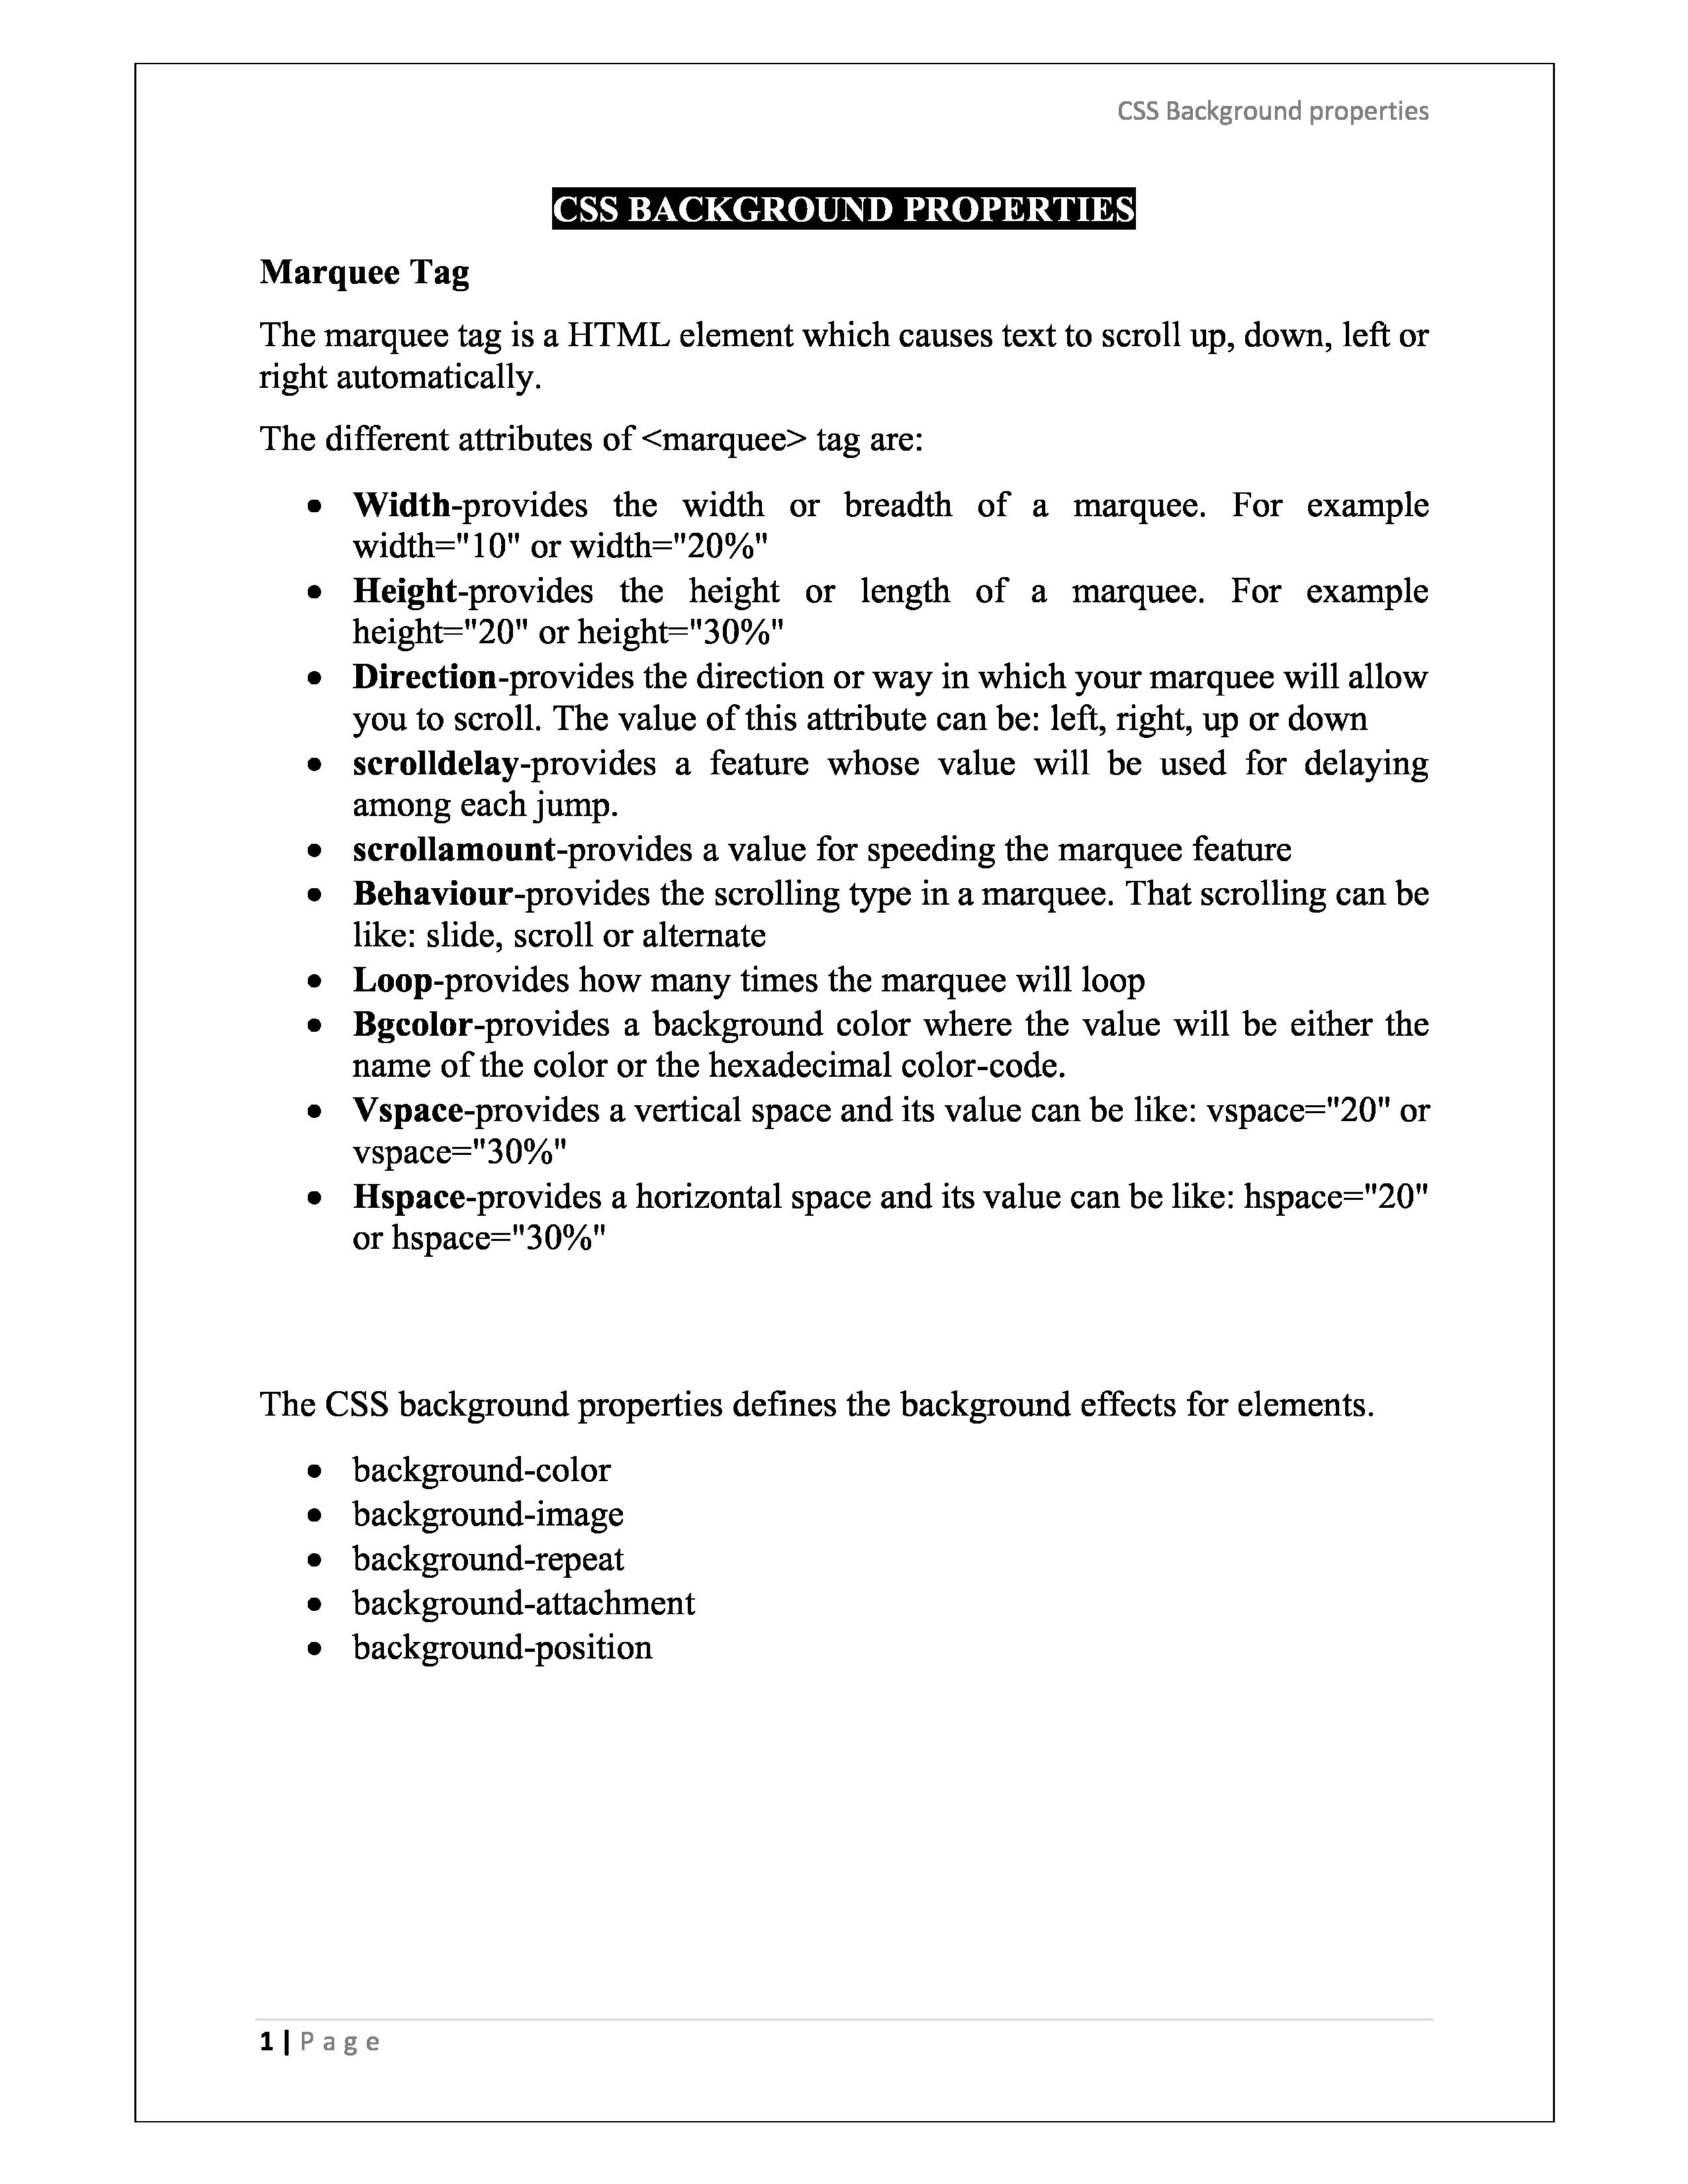 CSS Background properties
CSS BACKGROUND PROPERTIES
Marquee Tag
The marquee tag is a HTML element which causes text to scroll up, down, left or
right automatically.
The different attributes of <marquee> tag are:
• Width-provides the width or breadth of a marquee. For example
width="10" or width="20%"
• Height-provides the height or length of a marquee. For example
height="20" or height="30%"
• Direction-provides the direction or way in which your marquee will allow
you to scroll. The value of this attribute can be: left, right, up or down
• scrolldelay-provides a feature whose value will be used for delaying
among each jump.
• scrollamount-provides a value for speeding the marquee feature
• Behaviour-provides the scrolling type in a marquee. That scrolling can be
like: slide, scroll or alternate
• Loop-provides how many times the marquee will loop
• Bgcolor-provides a background color where the value will be either the
name of the color or the hexadecimal color-code.
• Vspace-provides a vertical space and its value can be like: vspace="20" or
vspace="30%"
• Hspace-provides a horizontal space and its value can be like: hspace="20"
or hspace="30%"
The CSS background properties defines the background effects for elements.
• background-color
• background-image
• background-repeat
• background-attachment
• background-position
1 | P a g e